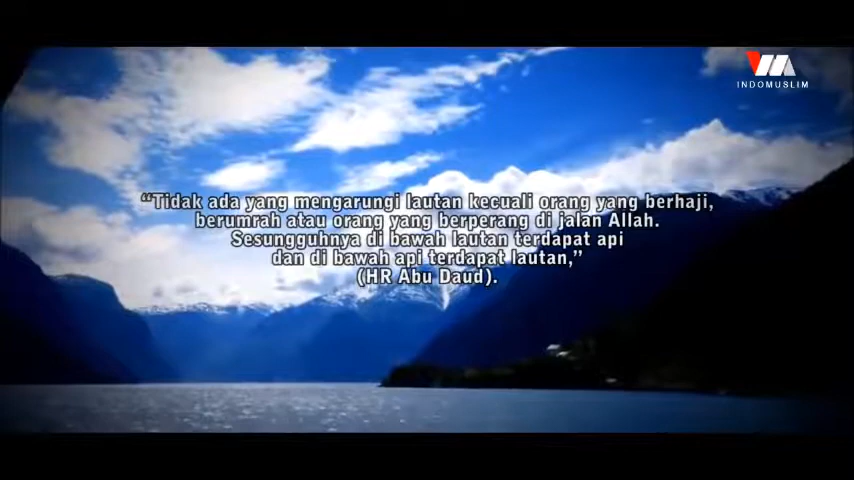 INDOMUSLIM
“Tidak ada yang mengarungi lautan kecuali orang yang berhaji,
berumrah atau orang yang berperang di jalan Allah.
Sesungguhnya di bawah lautan terdapat api
dan di bawah api terdapat lautan,”
(HR Abu Daud).